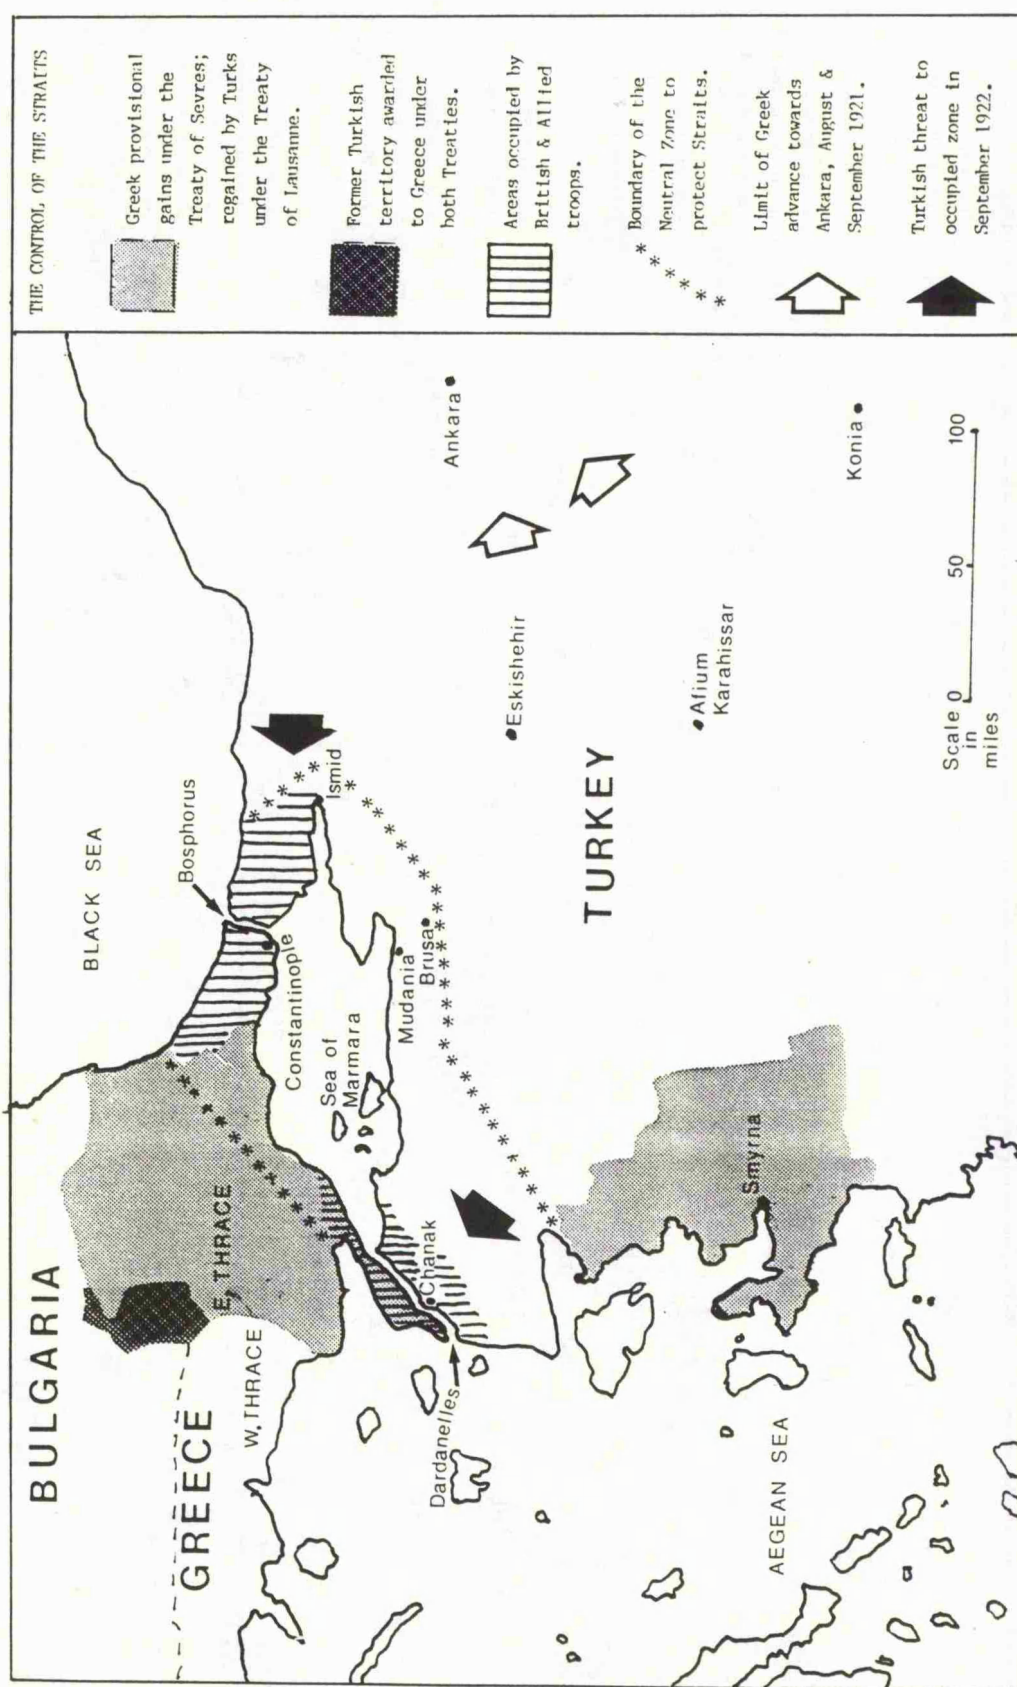 THE CONTROL OF THE STRAITS
Greek provisional
gains under the
Treaty of Sevres;
regained by Turks
under the Treaty
of Lausanne.
Former Turkish
territory awarded
to Greece under
both Treaties.
Areas occupied by
British & Allied
troops.
Boundary of the
Neutral Zone to
protect Straits.
Limit of Greek
advance towards
Ankara, August &
September 1921.
Turkish threat to
occupied zone in
September 1922.
BULGARIA
GREECE
W. THRACE
E. THRACE
BLACK SEA
Bosphorus
Constantinople
Sea of
Marmara
Ismid
Mudania
Brusa
Chanak
Dardanelles
Ankara
Eskishehir
TURKEY
Afium
Karahissar
Konia
Smyrna
AEGEAN SEA
Scale
in
miles
0 50 100